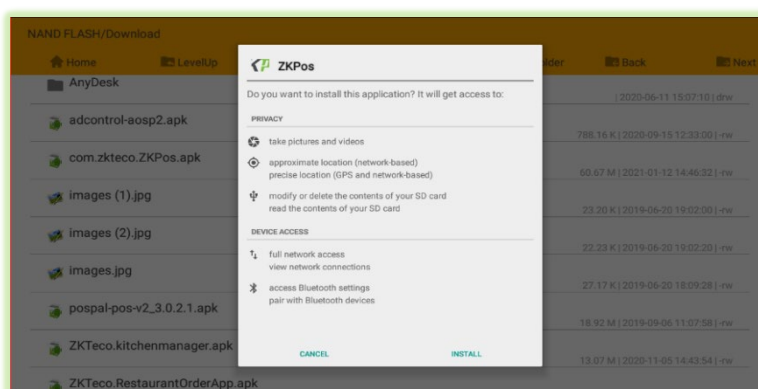 NAND FLASH/Download
Home LevelUp older Back Next
AnyDesk
| 2020-06-11 15:07:10 | drw
adcontrol-aosp2.apk
788.16 K | 2020-09-15 12:33:00 | -rw
com.zkteco.ZKPos.apk
60.67 M | 2021-01-12 14:46:32 | -rw
images (1).jpg
23.20 K | 2019-06-20 19:02:00 | -rw
images (2).jpg
22.23 K | 2019-06-20 19:02:20 | -rw
images.jpg
27.17 K | 2019-06-20 18:09:28 | -rw
pospal-pos-v2_3.0.2.1.apk
18.92 M | 2019-09-06 11:07:58 | -rw
ZKTeco.kitchenmanager.apk
13.07 M | 2020-11-05 14:43:54 | -rw
ZKTeco.RestaurantOrderApp.apk
ZKPos
Do you want to install this application? It will get access to:
PRIVACY
take pictures and videos
approximate location (network-based)
precise location (GPS and network-based)
modify or delete the contents of your SD card
read the contents of your SD card
DEVICE ACCESS
full network access
view network connections
access Bluetooth settings
pair with Bluetooth devices
CANCEL INSTALL